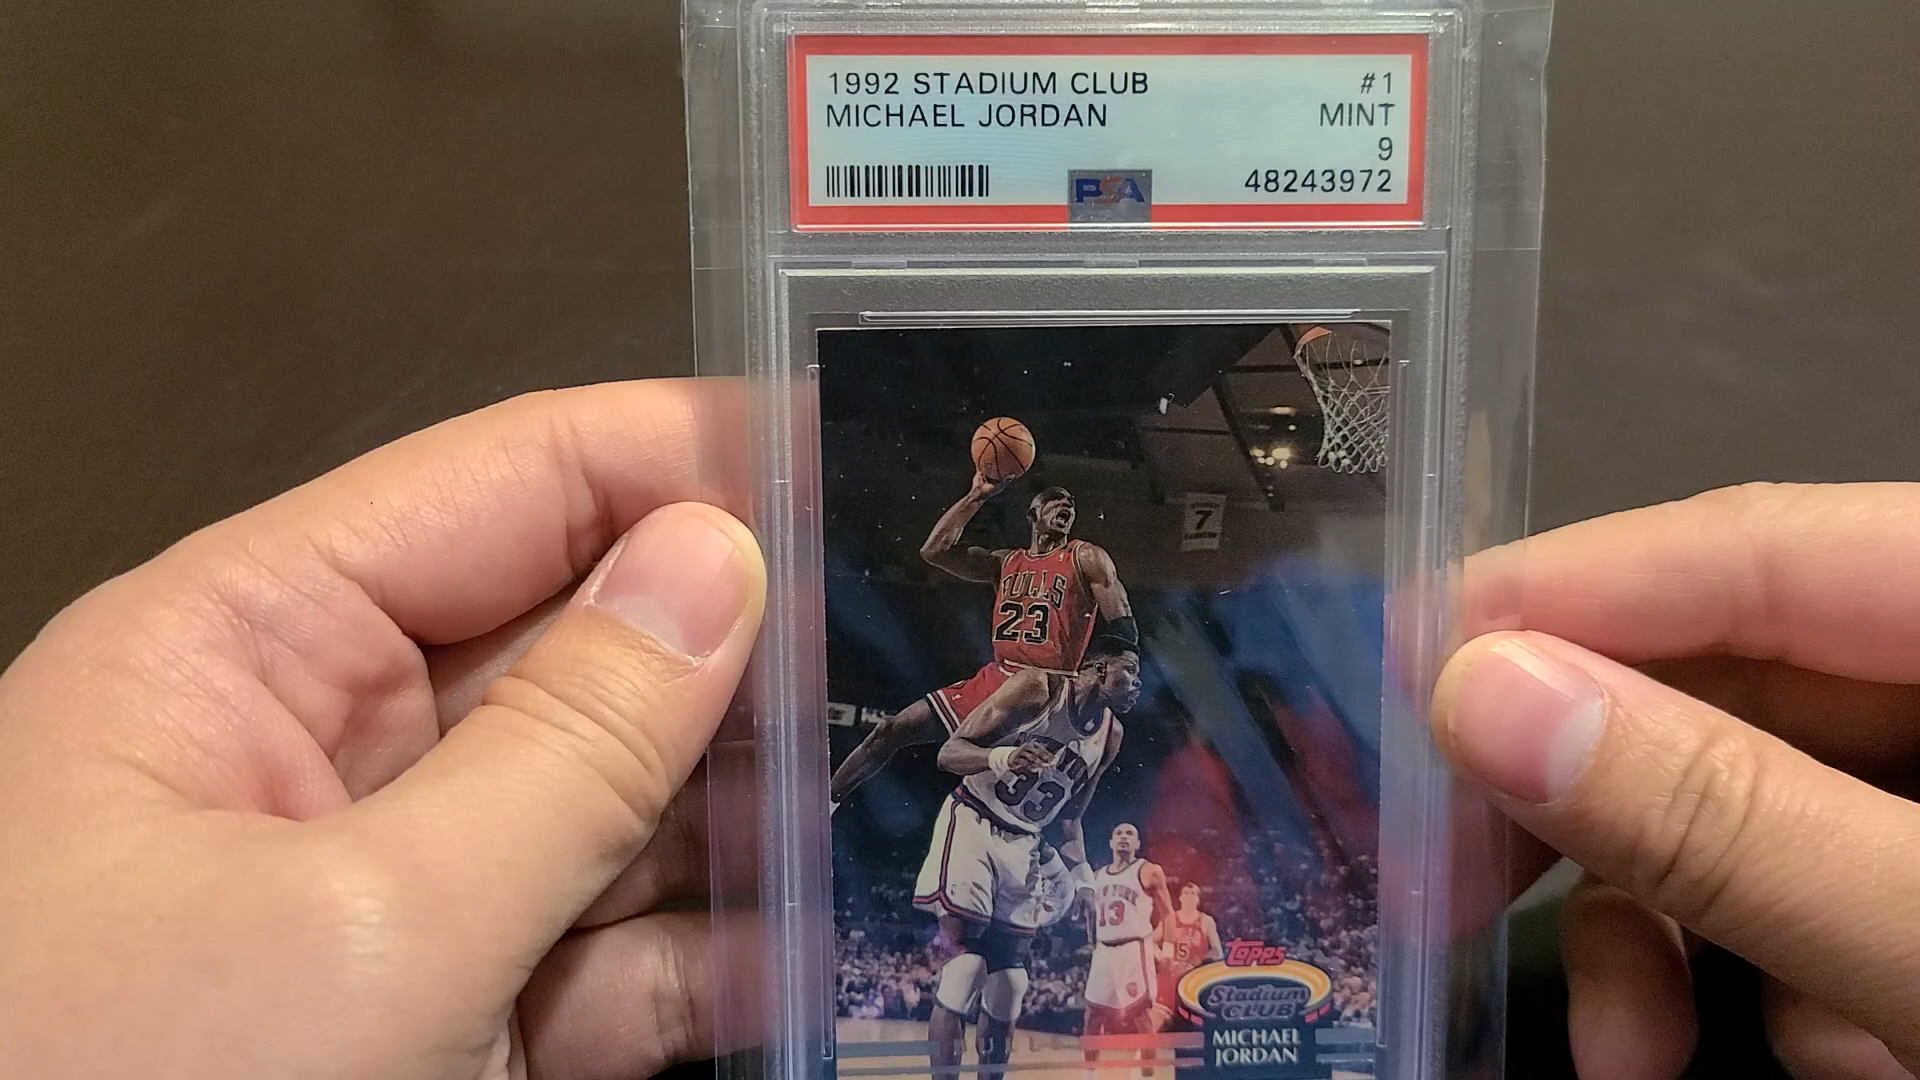 1992 STADIUM CLUB #1
MICHAEL JORDAN MINT
9
PSA 48243972
7
BULLS
23
33
NEW YORK
13
5
Topps
Stadium
CLUB
MICHAEL
JORDAN